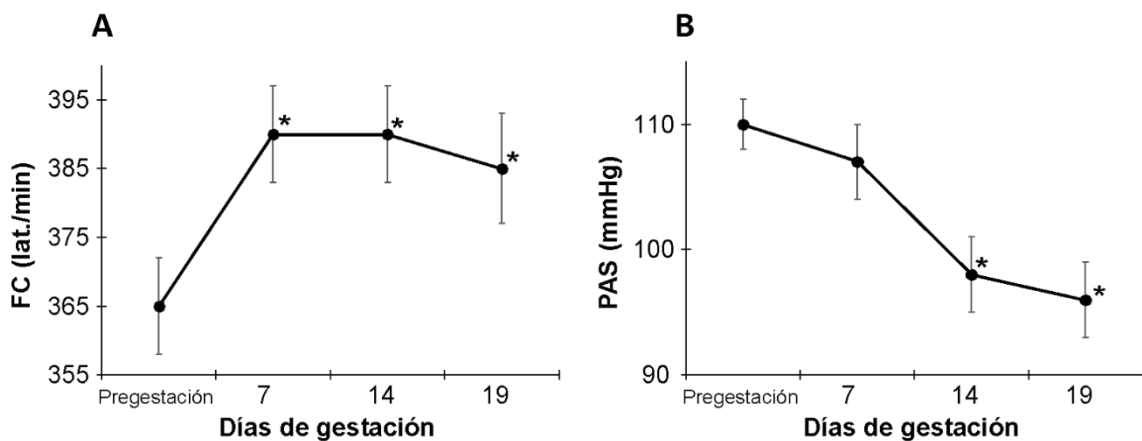 A
FC (lat./min)
395
385
375
365
355
*
*
*
Pregestación 7 14 19
Días de gestación
B
PAS (mmHg)
110
100
90
*
*
Pregestación 7 14 19
Días de gestación